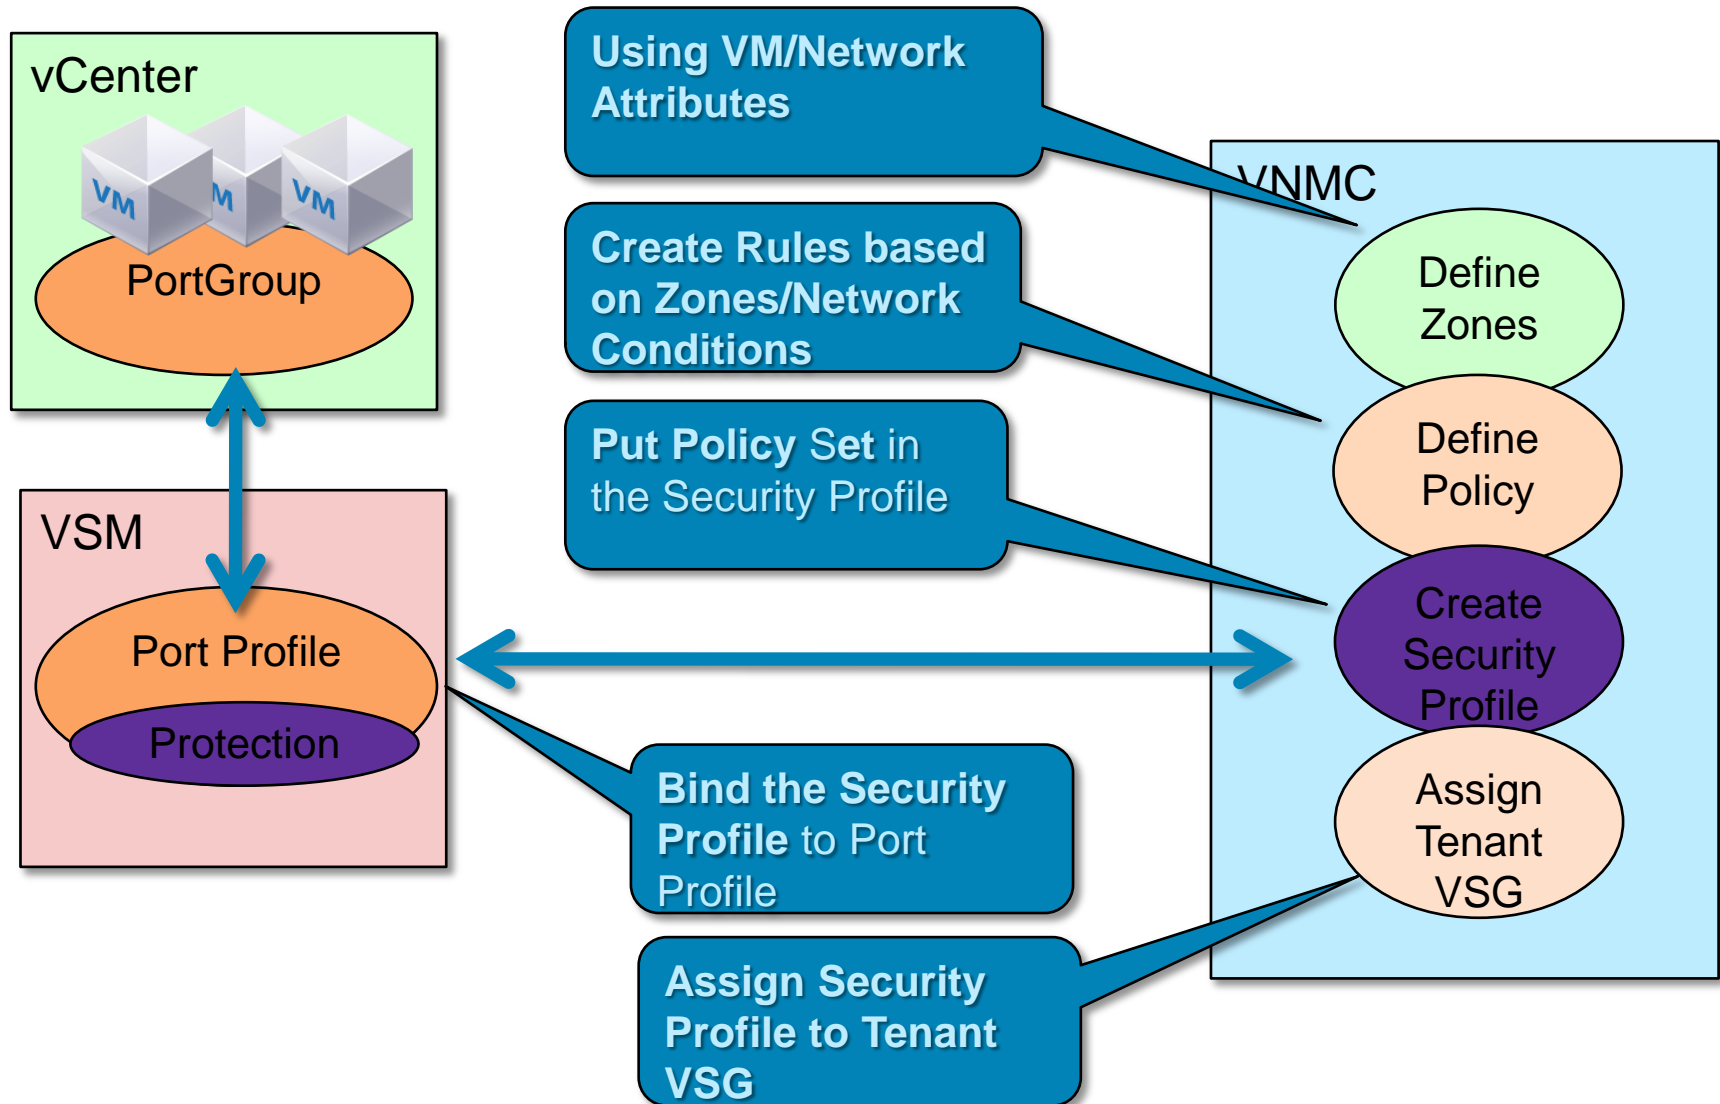 vCenter
VM
VM
VM
PortGroup
VSM
Port Profile
Protection
Using VM/Network
Attributes
Create Rules based
on Zones/Network
Conditions
Put Policy Set in
the Security Profile
Bind the Security
Profile to Port
Profile
Assign Security
Profile to Tenant
VSG
VNMC
Define
Zones
Define
Policy
Create
Security
Profile
Assign
Tenant
VSG